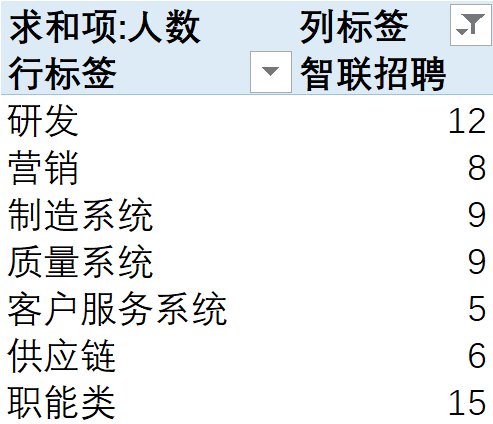 求和项:人数 列标签
行标签 智联招聘
研发 12
营销 8
制造系统 9
质量系统 9
客户服务系统 5
供应链 6
职能类 15